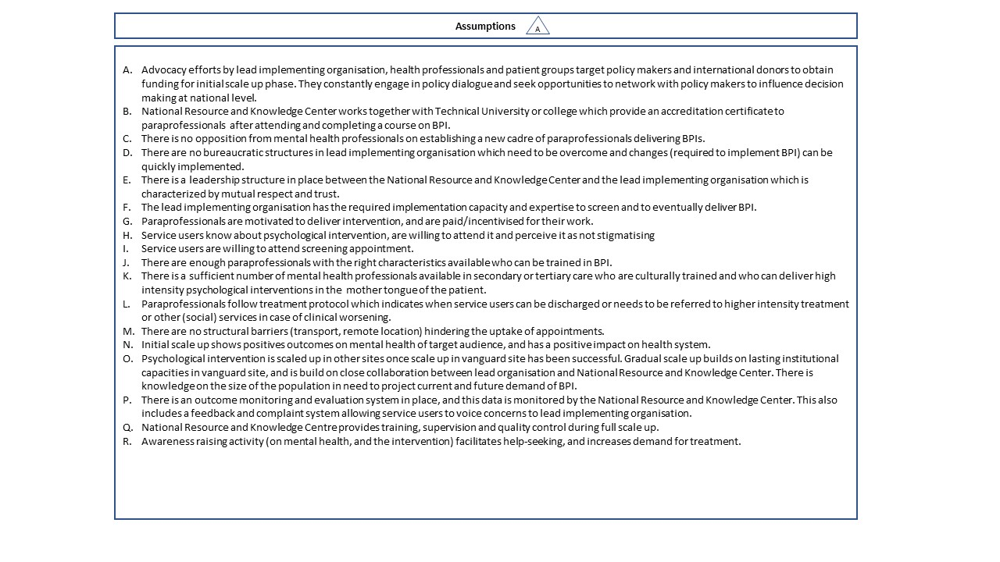 Assumptions A
A. Advocacy efforts by lead implementing organisation, health professionals and patient groups target policy makers and international donors to obtain
funding for initial scale up phase. They constantly engage in policy dialogue and seek opportunities to network with policy makers to influence decision
making at national level.
B. National Resource and Knowledge Center works together with Technical University or college which provide an accreditation certificate to
paraprofessionals after attending and completing a course on BPI.
C. There is no opposition from mental health professionals on establishing a new cadre of paraprofessionals delivering BPIs.
D. There are no bureaucratic structures in lead implementing organisation which need to be overcome and changes (required to implement BPI) can be
quickly implemented.
E. There is a leadership structure in place between the National Resource and Knowledge Center and the lead implementing organisation which is
characterized by mutual respect and trust.
F. The lead implementing organisation has the required implementation capacity and expertise to screen and to eventually deliver BPI.
G. Paraprofessionals are motivated to deliver intervention, and are paid/incentivised for their work.
H. Service users know about psychological intervention, are willing to attend it and perceive it as not stigmatising
I. Service users are willing to attend screening appointment.
J. There are enough paraprofessionals with the right characteristics available who can be trained in BPI.
K. There is a sufficient number of mental health professionals available in secondary or tertiary care who are culturally trained and who can deliver high
intensity psychological interventions in the mother tongue of the patient.
L. Paraprofessionals follow treatment protocol which indicates when service users can be discharged or needs to be referred to higher intensity treatment
or other (social) services in case of clinical worsening.
M. There are no structural barriers (transport, remote location) hindering the uptake of appointments.
N. Initial scale up shows positives outcomes on mental health of target audience, and has a positive impact on health system.
O. Psychological intervention is scaled up in other sites once scale up in vanguard site has been successful. Gradual scale up builds on lasting institutional
capacities in vanguard site, and is build on close collaboration between lead organisation and National Resource and Knowledge Center. There is
knowledge on the size of the population in need to project current and future demand of BPI.
P. There is an outcome monitoring and evaluation system in place, and this data is monitored by the National Resource and Knowledge Center. This also
includes a feedback and complaint system allowing service users to voice concerns to lead implementing organisation.
Q. National Resource and Knowledge Centre provides training, supervision and quality control during full scale up.
R. Awareness raising activity (on mental health, and the intervention) facilitates help-seeking, and increases demand for treatment.